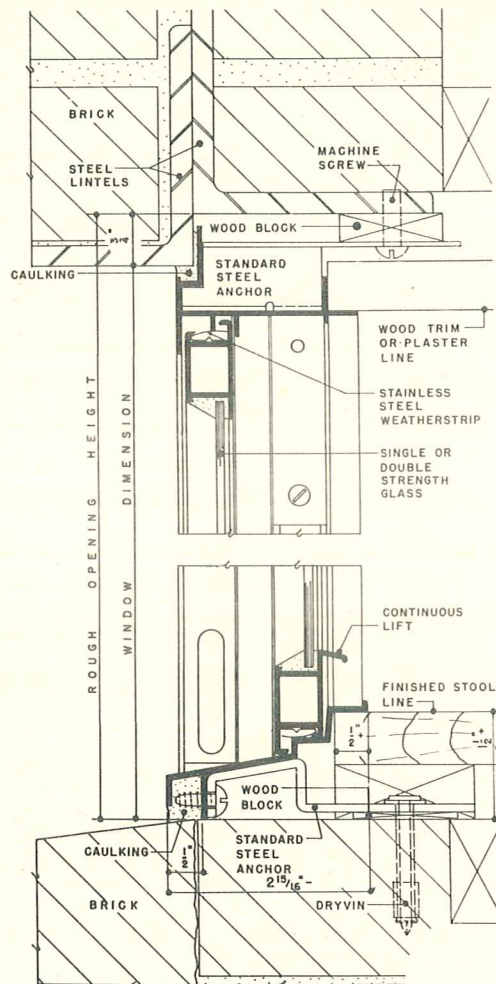 BRICK
STEEL
LINTELS
MACHINE
SCREW
WOOD BLOCK
CAULKING
STANDARD
STEEL
ANCHOR
WOOD TRIM
OR-PLASTER
LINE
STAINLESS
STEEL
WEATHERSTRIP
SINGLE OR
DOUBLE
STRENGTH
GLASS
ROUGH OPENING HEIGHT
WINDOW DIMENSION
CONTINUOUS
LIFT
FINISHED STOOL
LINE
1/2" +
WOOD
BLOCK
CAULKING
1/2"
STANDARD
STEEL
ANCHOR
2 15/16" -
BRICK
DRYVIN